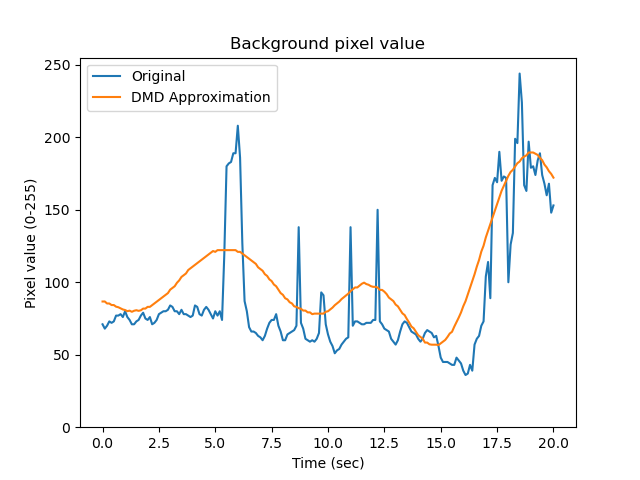 Background pixel value
Original
DMD Approximation
Pixel value (0-255)
250
200
150
100
50
0
0.0 2.5 5.0 7.5 10.0 12.5 15.0 17.5 20.0
Time (sec)